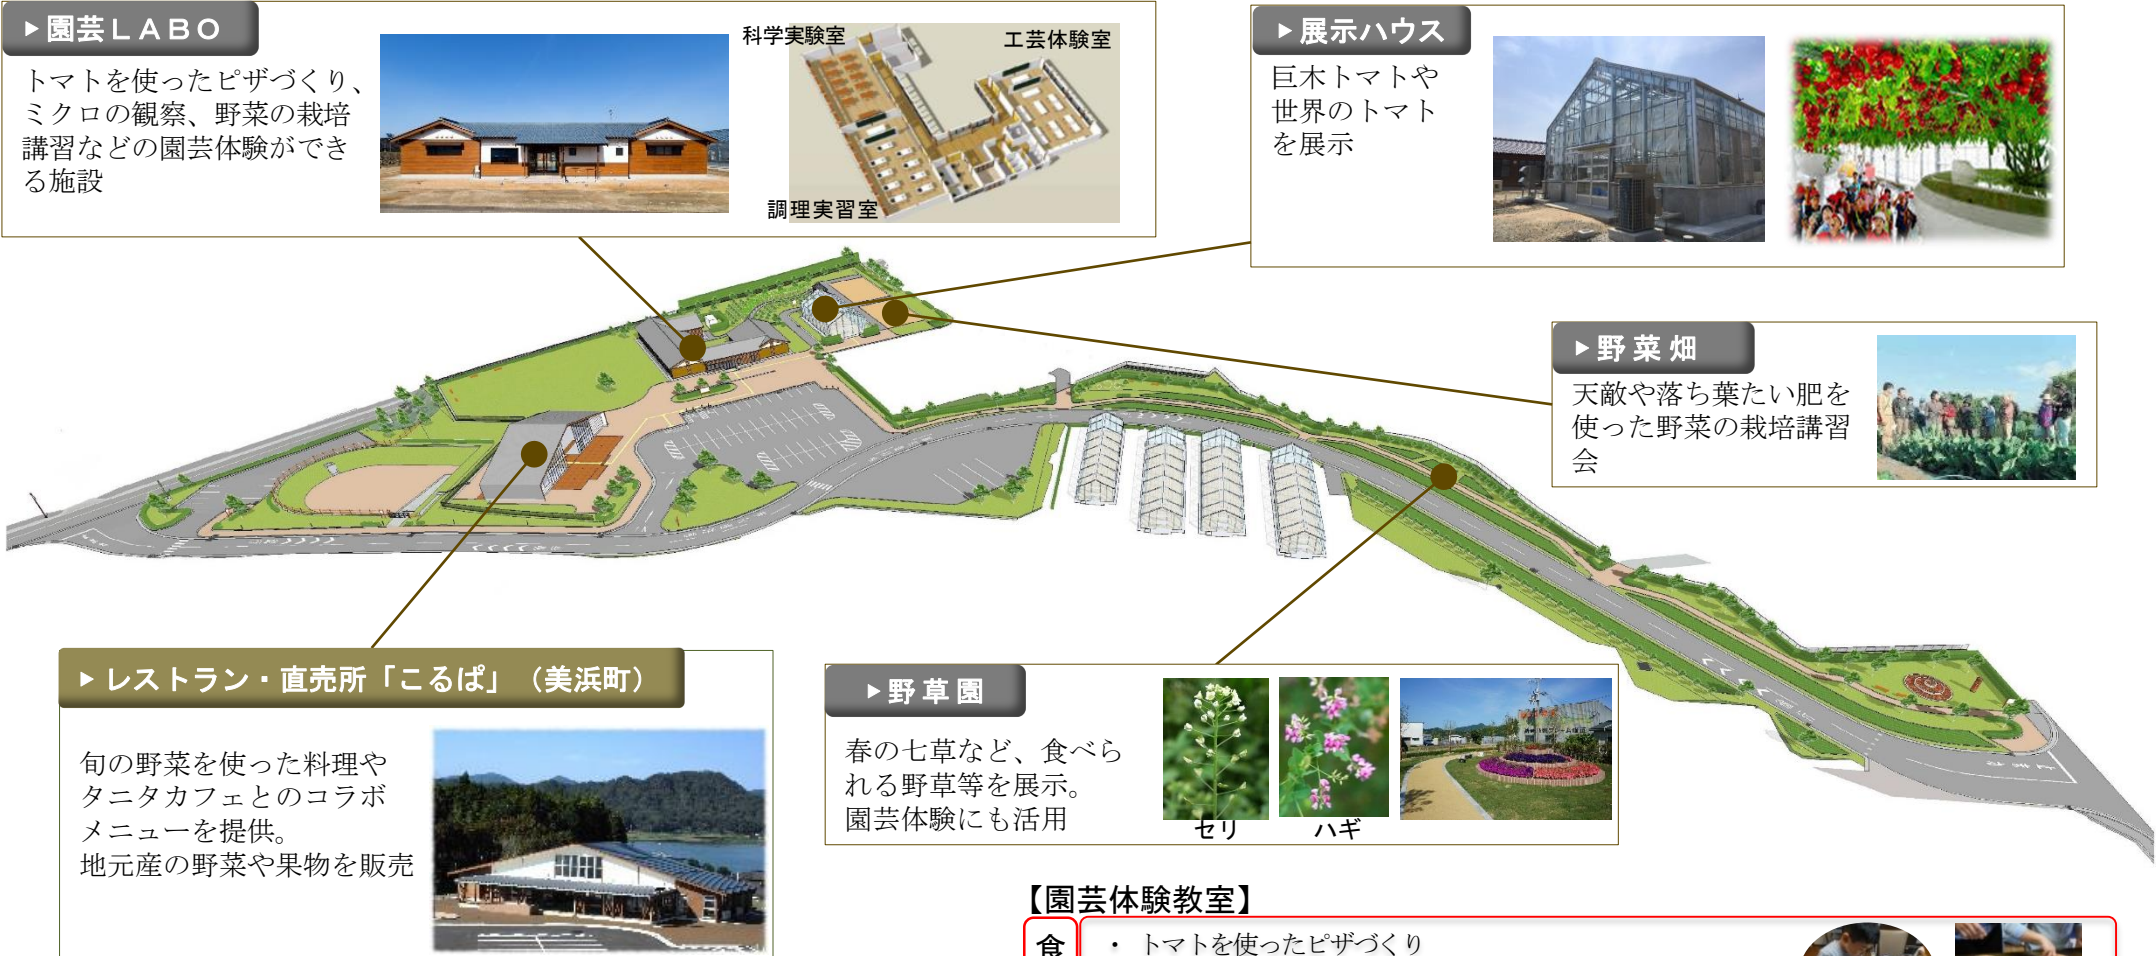 ▶園芸ＬＡＢＯ
トマトを使ったピザづくり、
ミクロの観察、野菜の栽培
講習などの園芸体験ができ
る施設
科学実験室
工芸体験室
調理実習室
▶展示ハウス
巨木トマトや
世界のトマト
を展示
▶野菜畑
天敵や落ち葉たい肥を
使った野菜の栽培講習
会
▶レストラン・直売所「こるぱ」（美浜町）
旬の野菜を使った料理や
タニタカフェとのコラボ
メニューを提供。
地元産の野菜や果物を販売
▶野草園
春の七草など、食べら
れる野草等を展示。
園芸体験にも活用
セリ
ハギ
【園芸体験教室】
食
・ トマトを使ったピザづくり